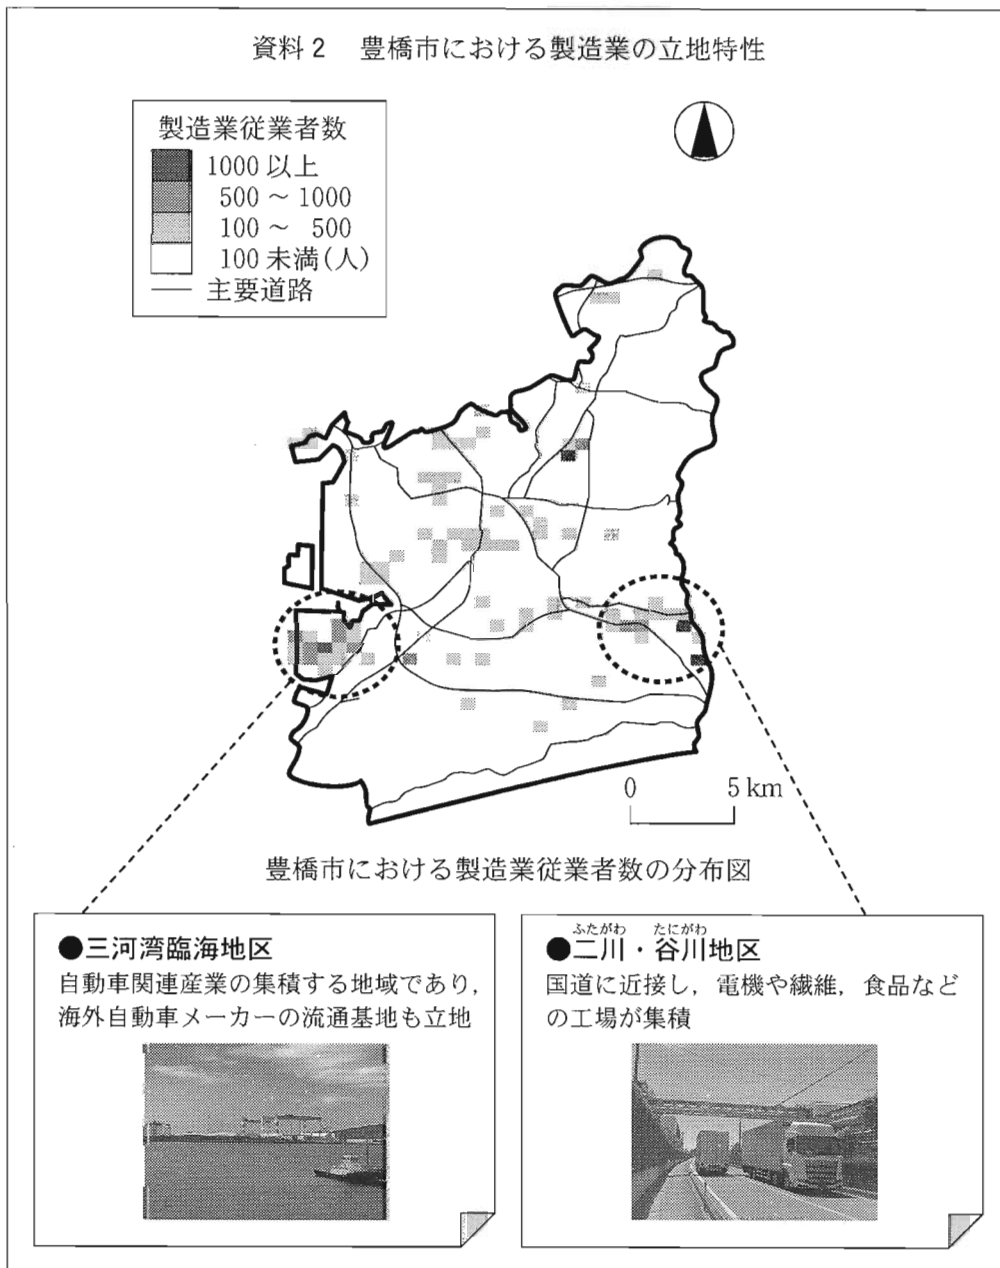 資料2 豊橋市における製造業の立地特性
製造業従業者数
1000以上
500～1000
100～ 500
100未満(人)
主要道路
0 5km
豊橋市における製造業従業者数の分布図
●三河湾臨海地区
自動車関連産業の集積する地域であり，
海外自動車メーカーの流通基地も立地
ふたがわ たにがわ
●二川・谷川地区
国道に近接し，電機や繊維，食品など
の工場が集積